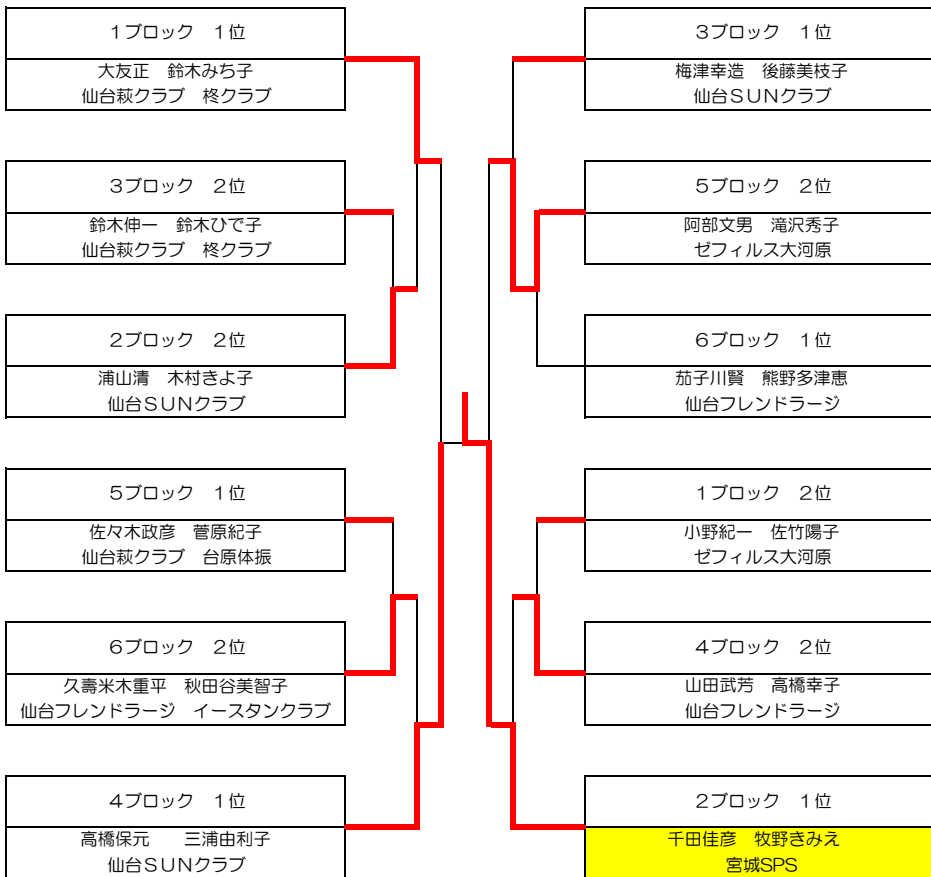 1ブロック　1位
大友正　鈴木みち子
仙台萩クラブ　柊クラブ
3ブロック　2位
鈴木伸一　鈴木ひで子
仙台萩クラブ　柊クラブ
2ブロック　2位
浦山清　木村きよ子
仙台SUNクラブ
5ブロック　1位
佐々木政彦　菅原紀子
仙台萩クラブ　台原体振
6ブロック　2位
久壽米木重平　秋田谷美智子
仙台フレンドラージ　イースタンクラブ
4ブロック　1位
高橋保元　　三浦由利子
仙台SUNクラブ
3ブロック　1位
梅津幸造　後藤美枝子
仙台SUNクラブ
5ブロック　2位
阿部文男　滝沢秀子
ゼフィルス大河原
6ブロック　1位
茄子川賢　熊野多津恵
仙台フレンドラージ
1ブロック　2位
小野紀一　佐竹陽子
ゼフィルス大河原
4ブロック　2位
山田武芳　高橋幸子
仙台フレンドラージ
2ブロック　1位
千田佳彦　牧野きみえ
宮城SPS